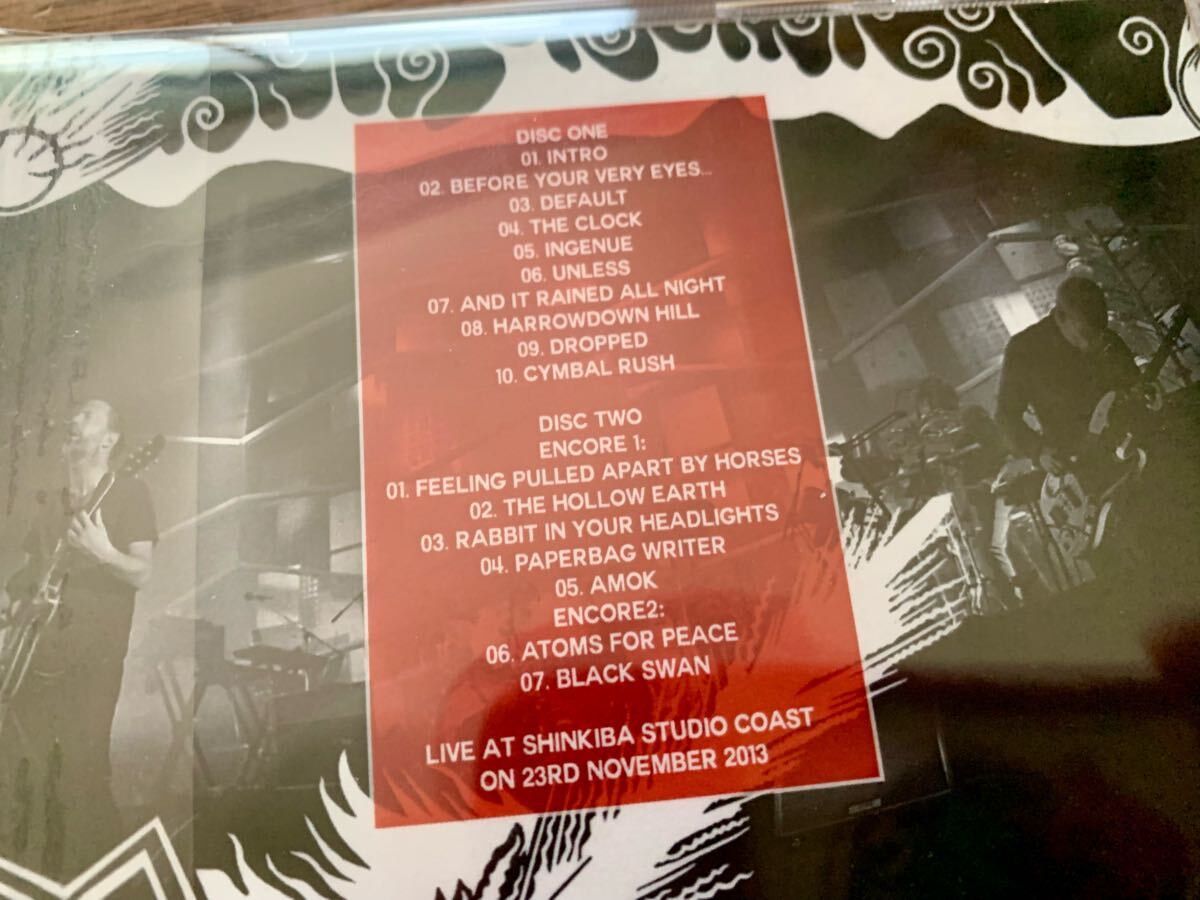 DISC ONE
01. INTRO
02. BEFORE YOUR VERY EYES...
03. DEFAULT
04. THE CLOCK
05. INGENUE
06. UNLESS
07. AND IT RAINED ALL NIGHT
08. HARROWDOWN HILL
09. DROPPED
10. CYMBAL RUSH
DISC TWO
ENCORE 1:
01. FEELING PULLED APART BY HORSES
02. THE HOLLOW EARTH
03. RABBIT IN YOUR HEADLIGHTS
04. PAPERBAG WRITER
05. AMOK
ENCORE2:
06. ATOMS FOR PEACE
07. BLACK SWAN
LIVE AT SHINKIBA STUDIO COAST
ON 23RD NOVEMBER 2013